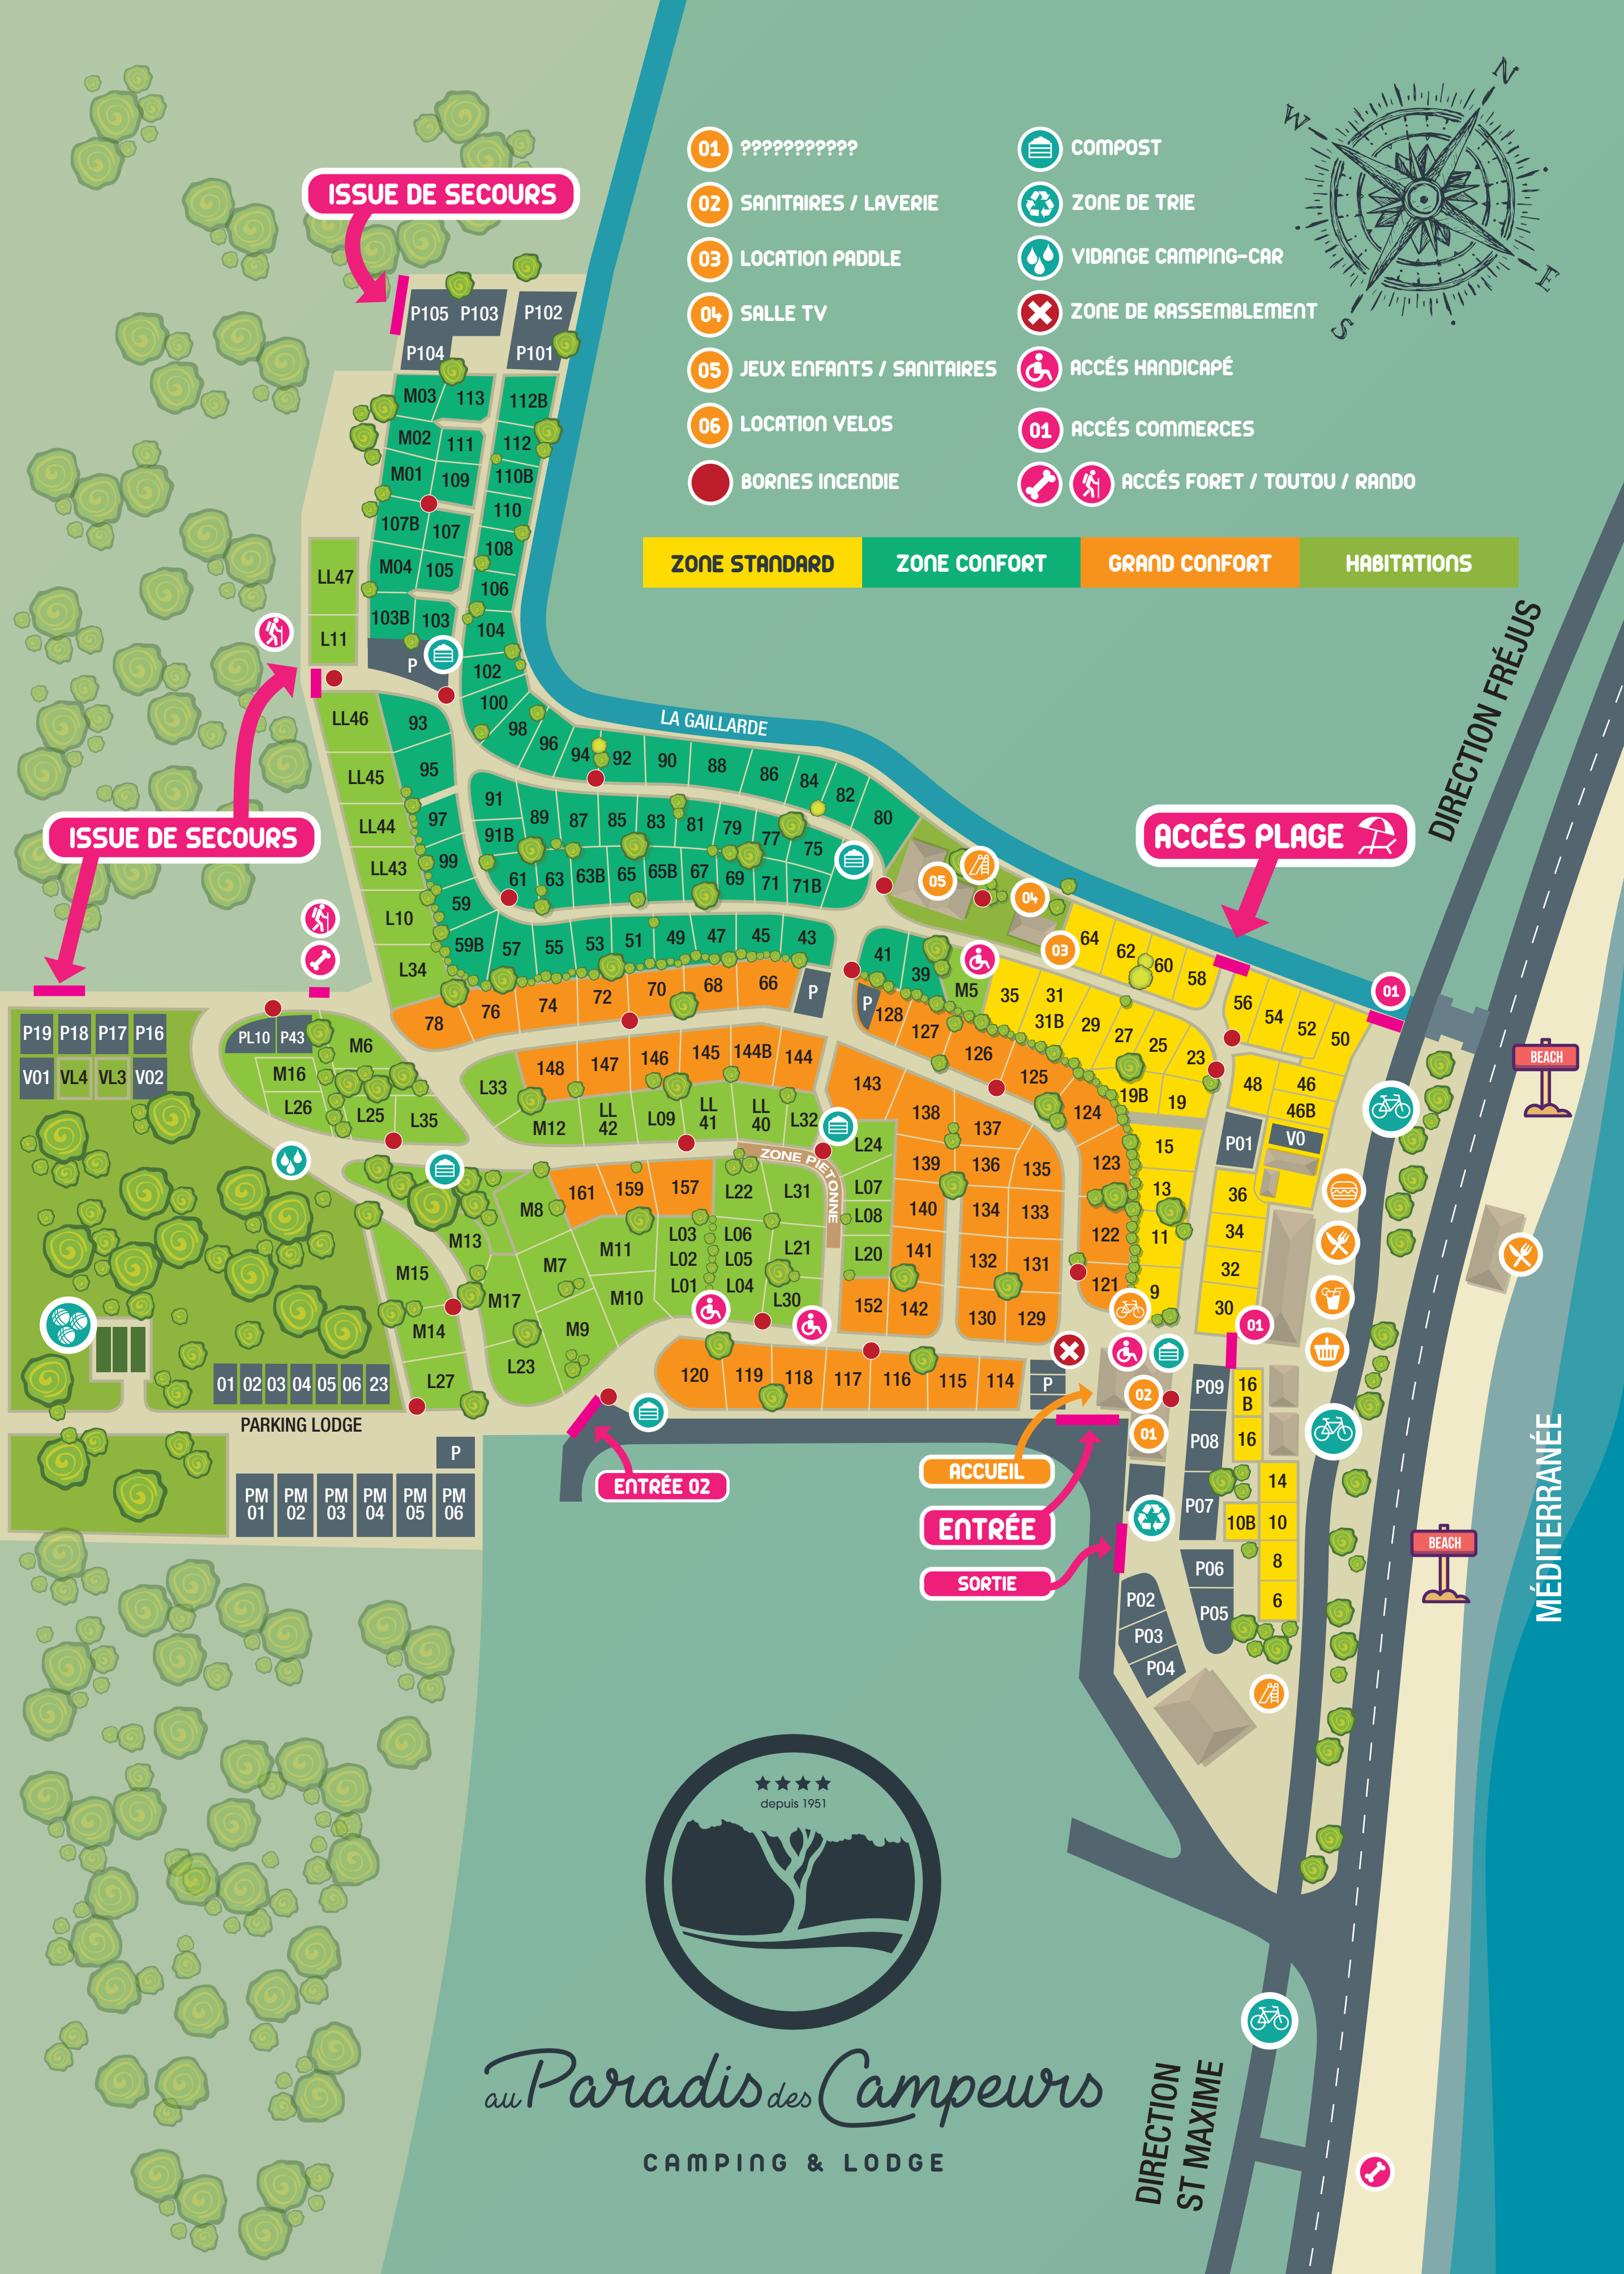 N
W
E
S
01 ???????????
02 SANITAIRES / LAVERIE
03 LOCATION PADDLE
04 SALLE TV
05 JEUX ENFANTS / SANITAIRES
06 LOCATION VELOS
BORNES INCENDIE
COMPOST
ZONE DE TRIE
VIDANGE CAMPING-CAR
ZONE DE RASSEMBLEMENT
ACCÉS HANDICAPÉ
01 ACCÉS COMMERCES
ACCÉS FORET / TOUTOU / RANDO
ZONE STANDARD
ZONE CONFORT
GRAND CONFORT
HABITATIONS
ISSUE DE SECOURS
P105 P103 P102
P104 P101
M03 113 112B
M02 111 112
M01 109 110B
107B 107 110
108
M04 105 106
103B 103 104
P 102
100
LL47
L11
LL46 93
LL45 95
LL44 97
LL43 99
L10 59
L34 59B
98 96 94 92 90 88 86 84 82 80
LA GAILLARDE
91 89 87 85 83 81 79 77 75
91B 61 63 63B 65 65B 67 69 71 71B
57 55 53 51 49 47 45 43
ISSUE DE SECOURS
78 76 74 72 70 68 66 P
41 39 M5
05
04
03
ACCÉS PLAGE
DIRECTION FRÉJUS
64 62 60 58
56 54 52 50
01
35 31 31B 29 27 25 23
19B 19
48 46
46B
P01 V0
P 128 127 126 125 124
123
122
121
15
13
11
9
36
34
32
30
01
BEACH
P19 P18 P17 P16
V01 VL4 VL3 V02
PL10 P43 M6
M16
L26 L25 L35
L33 148 147 146 145 144B 144
M12 LL 42 L09 LL 41 LL 40 L32
ZONE PIETONNE
L24
L07
L08
L20
143 138 137
139 136 135
140 134 133
141 132 131
152 142 130 129
M8 161 159 157 L22 L31
M13 M7 M11 L03 L06
L02 L05 L21
L01 L04 L30
M15 M17 M10
M14 M9
L27 L23
01 02 03 04 05 06 23
PARKING LODGE
P
PM 01
PM 02
PM 03
PM 04
PM 05
PM 06
120 119 118 117 116 115 114 P
02
01
ENTRÉE 02
ACCUEIL
ENTRÉE
SORTIE
P09 16 B
P08 16
P07 14
10B 10
P06 8
P05 6
P02
P03
P04
BEACH
MÉDITERRANÉE
depuis 1951
au Paradis des Campeurs
CAMPING & LODGE
DIRECTION
ST MAXIME